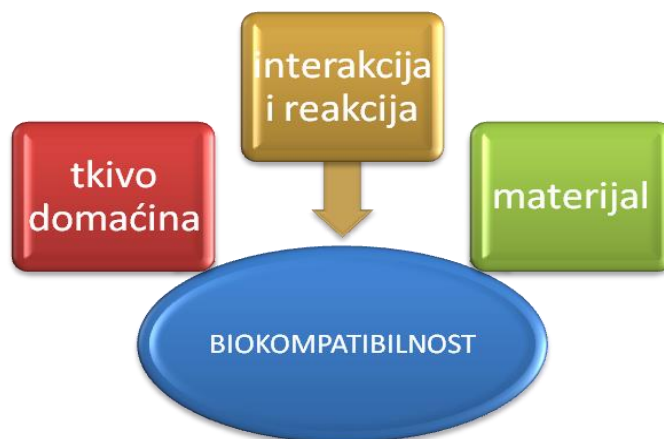 interakcija
i reakcija
tkivo
domaćina
materijal
BIOKOMPATIBILNOST